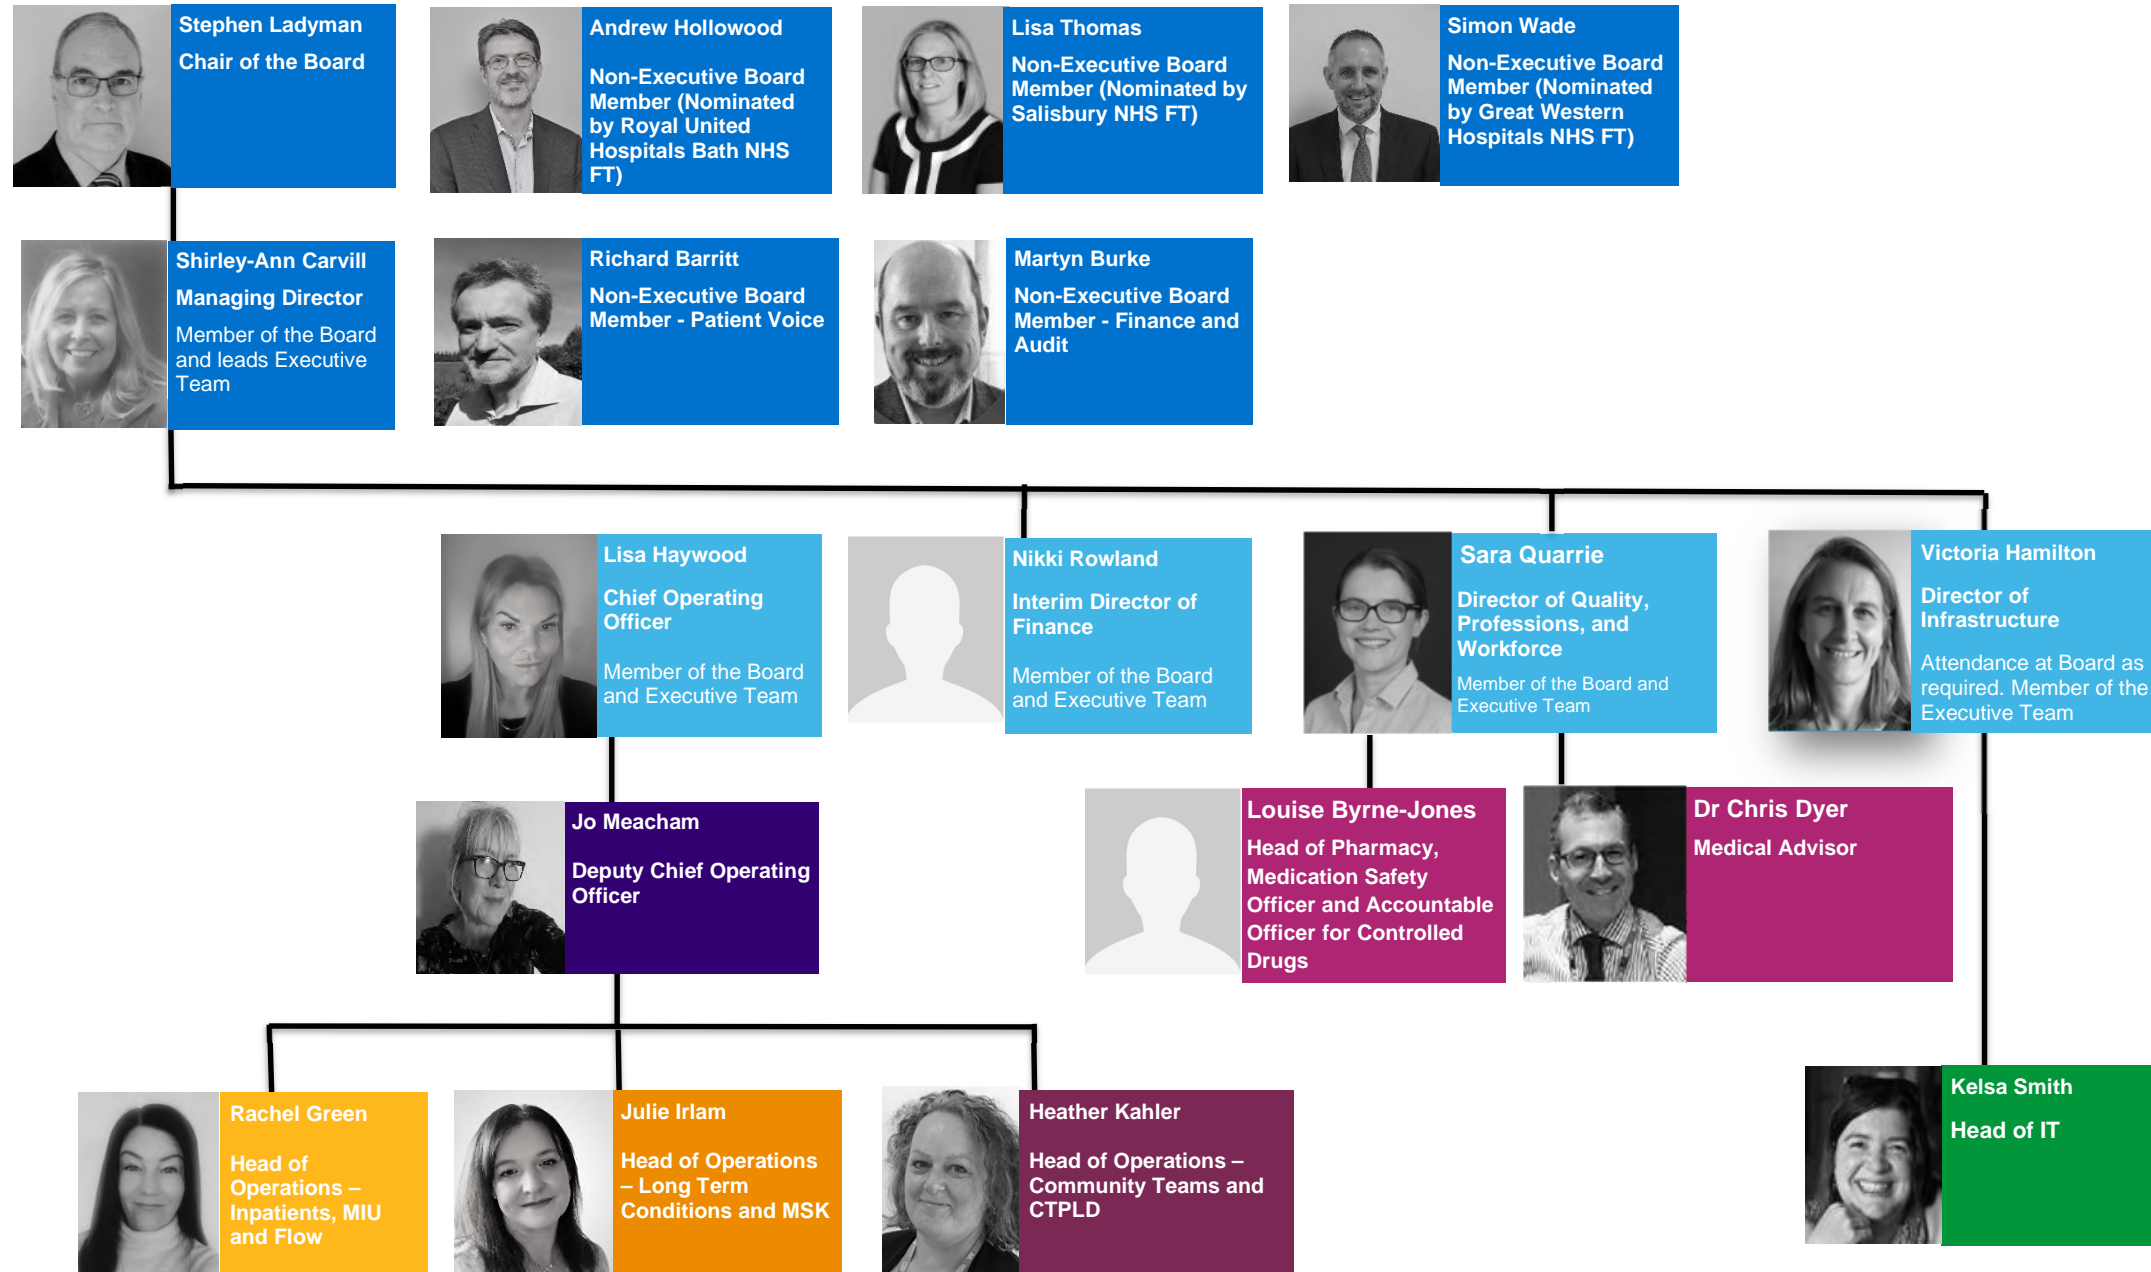 Stephen Ladyman
Chair of the Board
Andrew Hollowood
Non-Executive Board
Member (Nominated
by Royal United
Hospitals Bath NHS
FT)
Lisa Thomas
Non-Executive Board
Member (Nominated by
Salisbury NHS FT)
Simon Wade
Non-Executive Board
Member (Nominated
by Great Western
Hospitals NHS FT)
Shirley-Ann Carvill
Managing Director
Member of the Board
and leads Executive
Team
Richard Barritt
Non-Executive Board
Member - Patient Voice
Martyn Burke
Non-Executive Board
Member - Finance and
Audit
Lisa Haywood
Chief Operating
Officer
Member of the Board
and Executive Team
Nikki Rowland
Interim Director of
Finance
Member of the Board
and Executive Team
Sara Quarrie
Director of Quality,
Professions, and
Workforce
Member of the Board and
Executive Team
Victoria Hamilton
Director of
Infrastructure
Attendance at Board as
required. Member of the
Executive Team
Jo Meacham
Deputy Chief Operating
Officer
Louise Byrne-Jones
Head of Pharmacy,
Medication Safety
Officer and Accountable
Officer for Controlled
Drugs
Dr Chris Dyer
Medical Advisor
Rachel Green
Head of
Operations –
Inpatients, MIU
and Flow
Julie Irlam
Head of Operations
– Long Term
Conditions and MSK
Heather Kahler
Head of Operations –
Community Teams and
CTPLD
Kelsa Smith
Head of IT